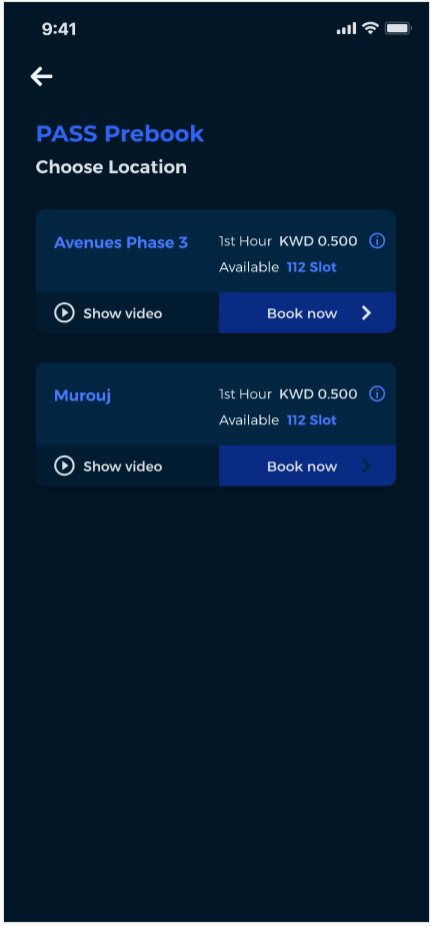 9:41
PASS Prebook
Choose Location
Avenues Phase 3
1st Hour KWD 0.500
Available 112 Slot
Show video
Book now
Murouj
1st Hour KWD 0.500
Available 112 Slot
Show video
Book now